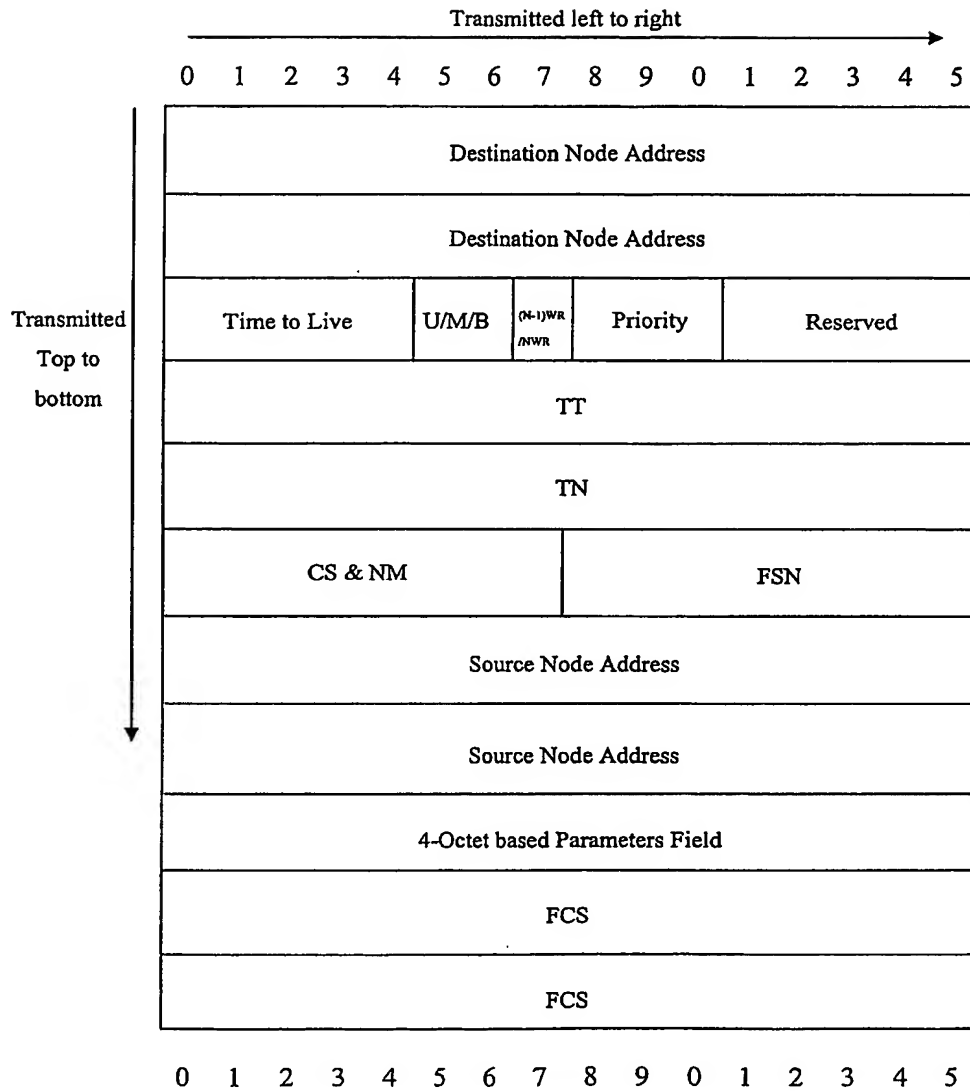 Transmitted left to right
0 1 2 3 4 5 6 7 8 9 0 1 2 3 4 5
Destination Node Address
Destination Node Address
Time to Live U/M/B (N-1)WR Priority Reserved
/NWR
Transmitted
Top to
bottom
TT
TN
CS & NM FSN
Source Node Address
Source Node Address
4-Octet based Parameters Field
FCS
FCS
0 1 2 3 4 5 6 7 8 9 0 1 2 3 4 5